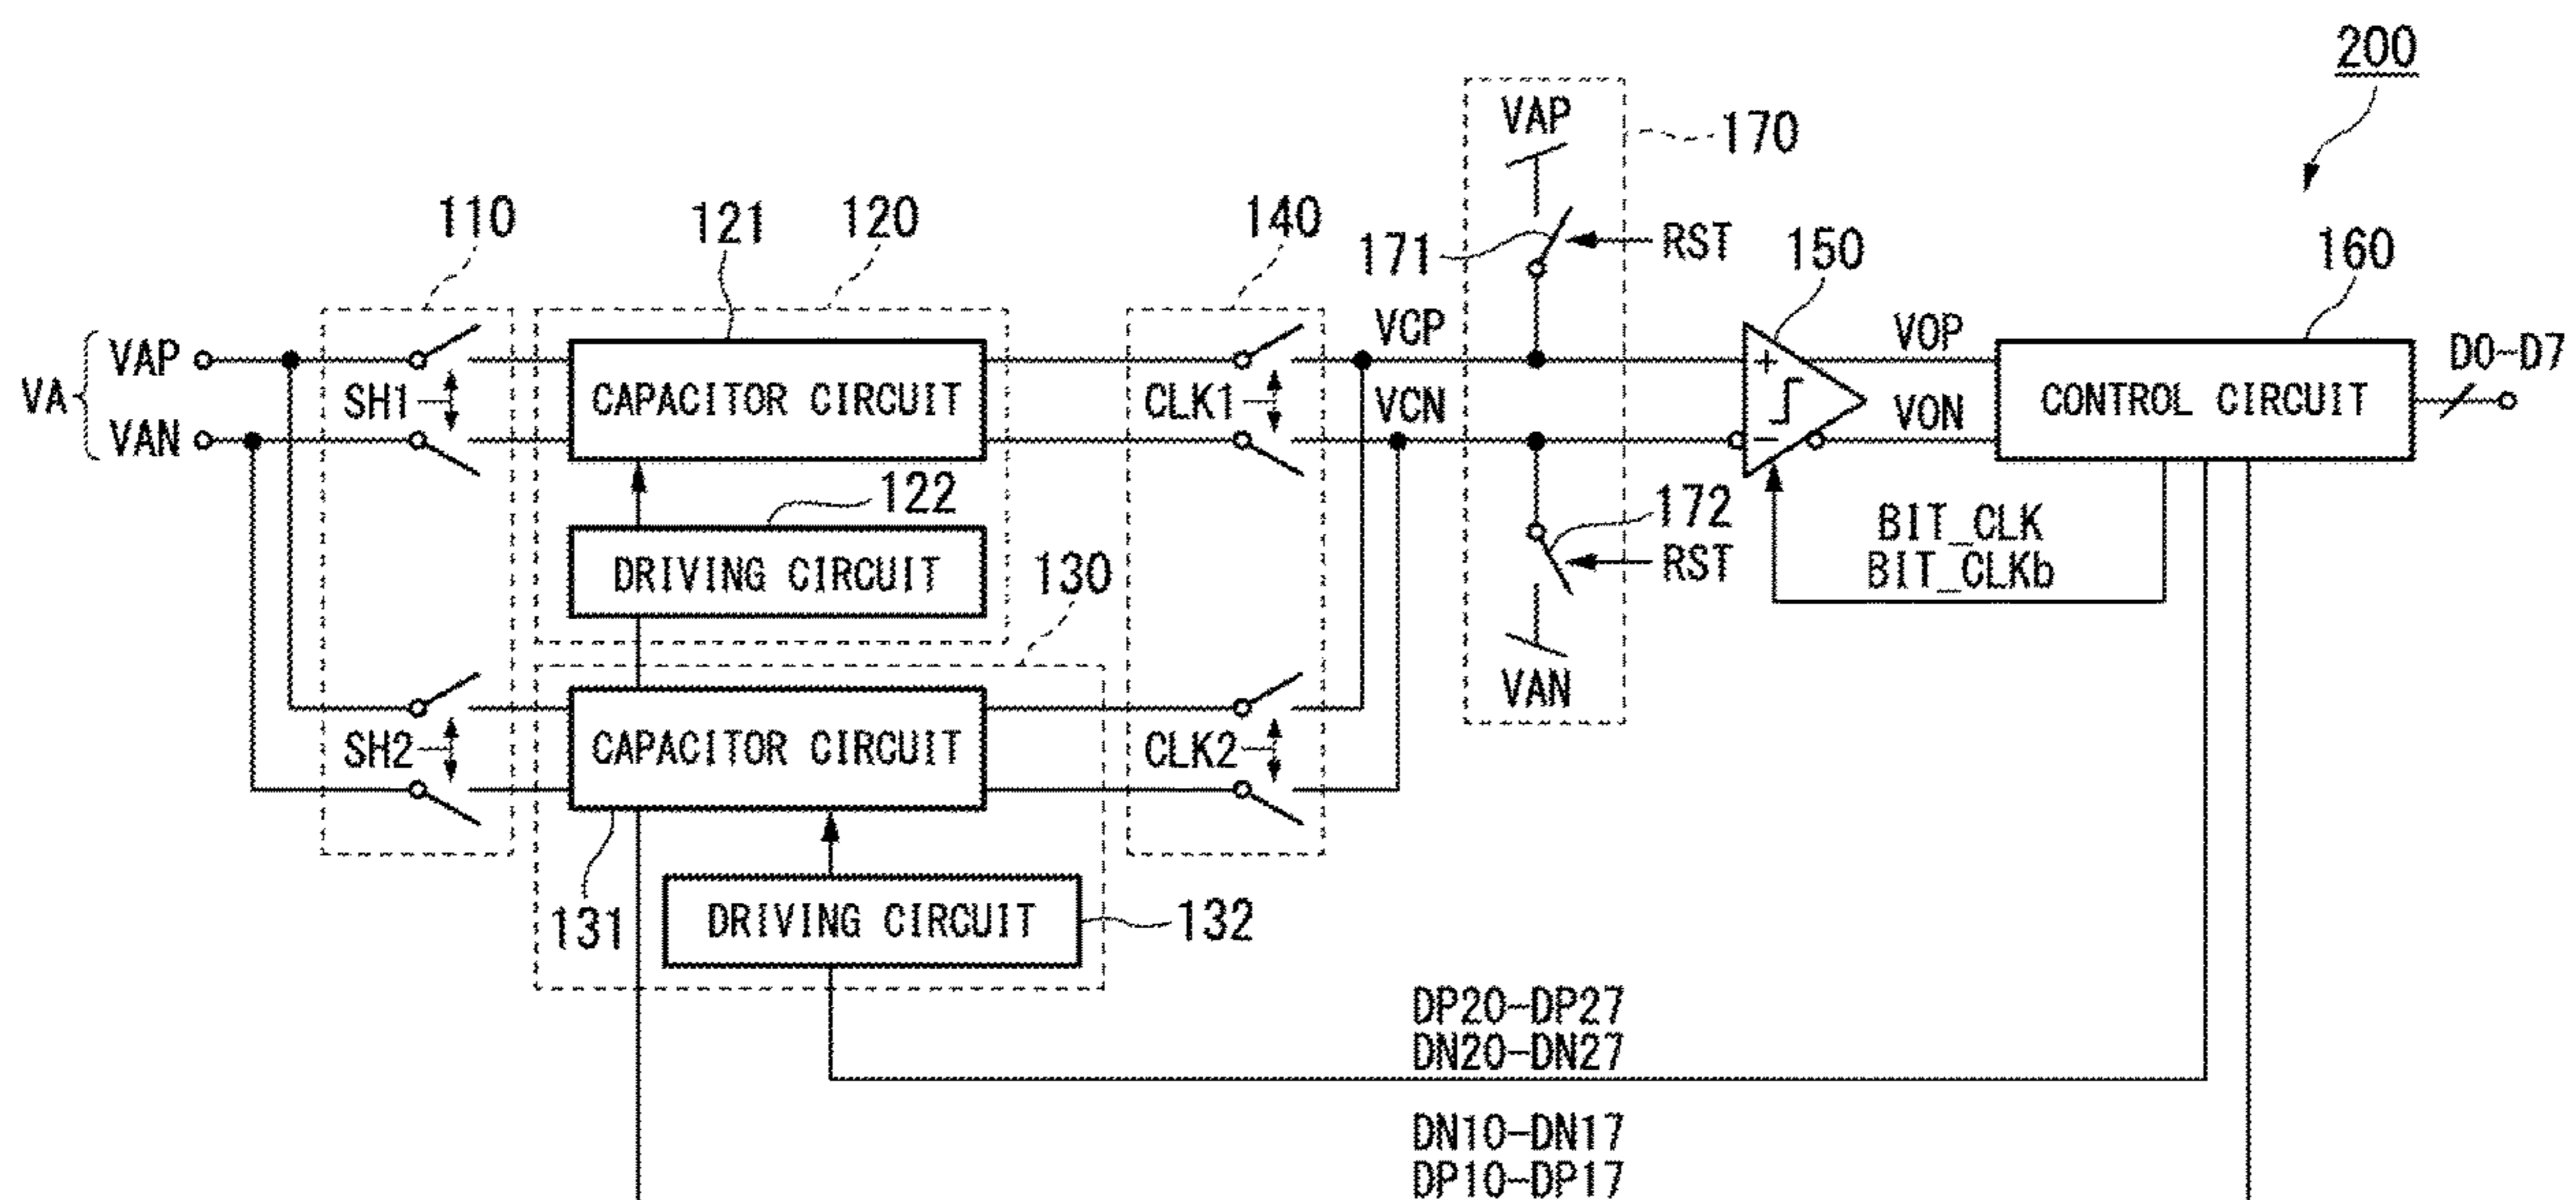 200
VAP
170
110
121
120
140
171
RST
150
160
VA
VAP
VAN
SH1
CAPACITOR CIRCUIT
CLK1
VCP
VCN
+
−
VOP
VON
CONTROL CIRCUIT
D0-D7
122
DRIVING CIRCUIT
130
172
RST
BIT_CLK
BIT_CLKb
VAN
SH2
CAPACITOR CIRCUIT
CLK2
131
DRIVING CIRCUIT
132
DP20-DP27
DN20-DN27
DN10-DN17
DP10-DP17